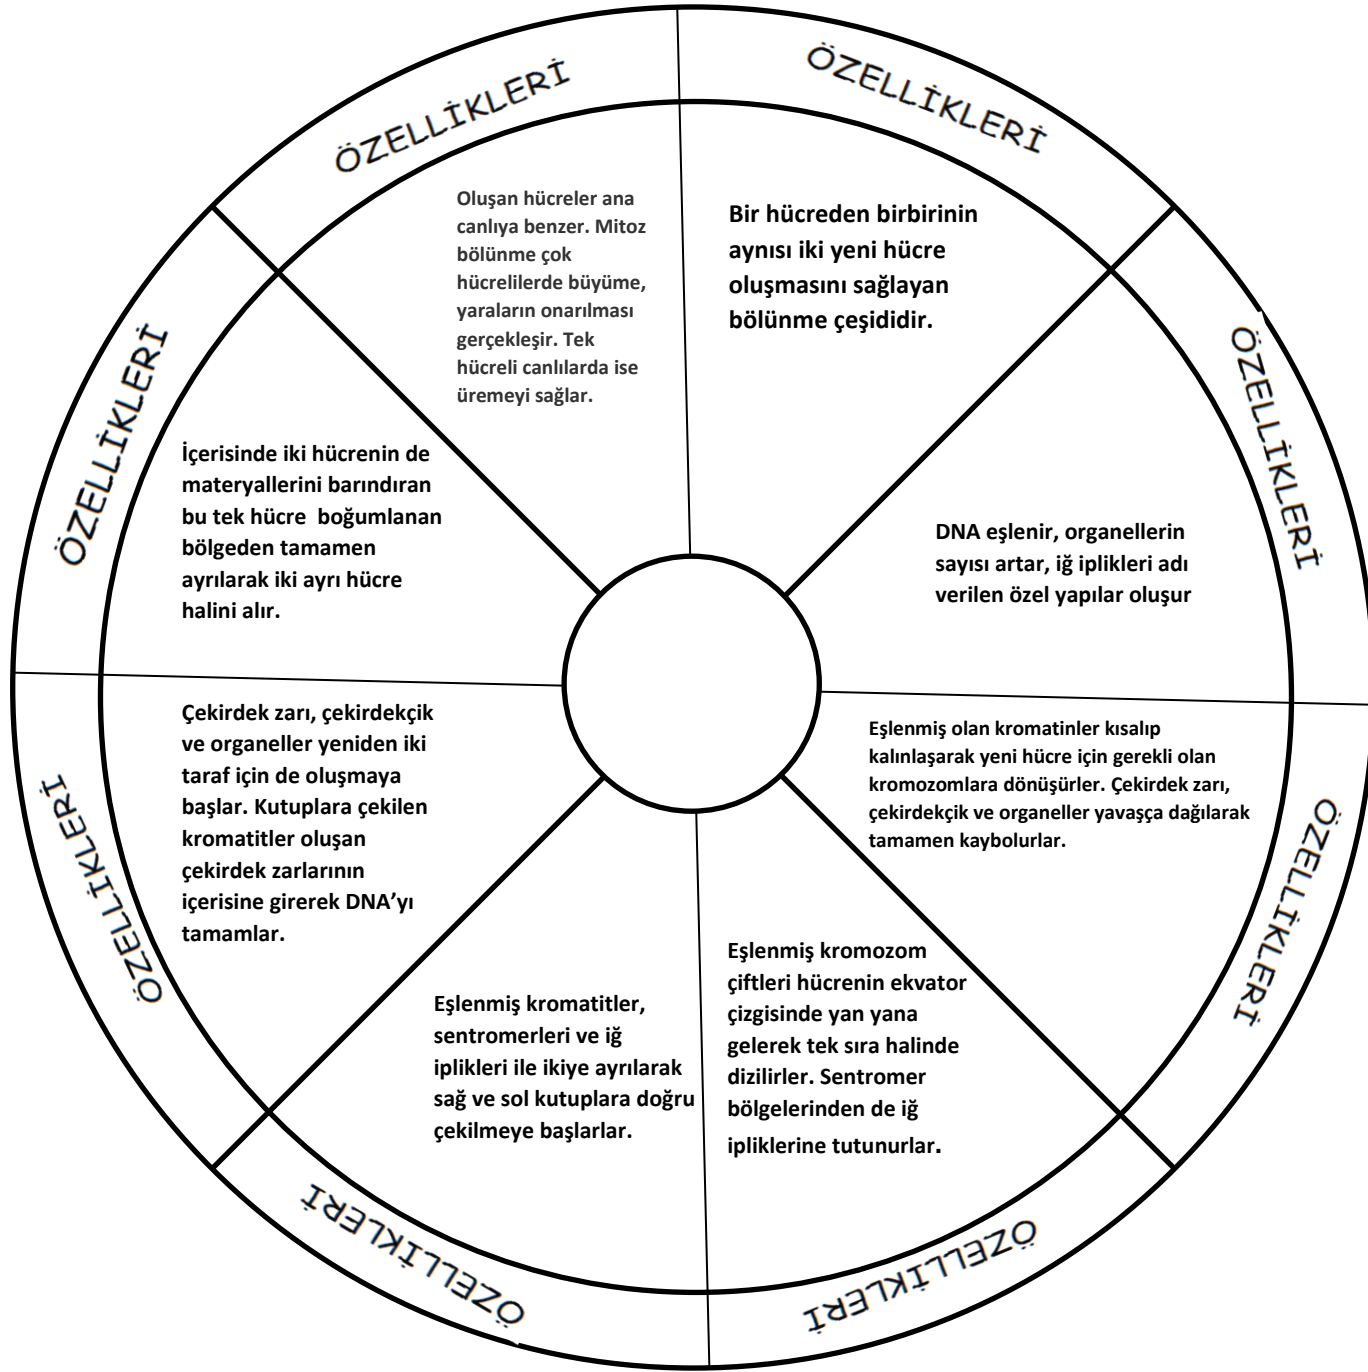 ÖZELLİKLERİ
Bir hücreden birbirinin
aynısı iki yeni hücre
oluşmasını sağlayan
bölünme çeşididir.
ÖZELLİKLERİ
DNA eşlenir, organellerin
sayısı artar, iğ iplikleri adı
verilen özel yapılar oluşur
ÖZELLİKLERİ
Eşlenmiş olan kromatinler kısalıp
kalınlaşarak yeni hücre için gerekli olan
kromozomlara dönüşürler. Çekirdek zarı,
çekirdekçik ve organeller yavaşça dağılarak
tamamen kaybolurlar.
ÖZELLİKLERİ
Eşlenmiş kromozom
çiftleri hücrenin ekvator
çizgisinde yan yana
gelerek tek sıra halinde
dizilirler. Sentromer
bölgelerinden de iğ
ipliklerine tutunurlar.
ÖZELLİKLERİ
Eşlenmiş kromatitler,
sentromerleri ve iğ
iplikleri ile ikiye ayrılarak
sağ ve sol kutuplara doğru
çekilmeye başlarlar.
ÖZELLİKLERİ
Çekirdek zarı, çekirdekçik
ve organeller yeniden iki
taraf için de oluşmaya
başlar. Kutuplara çekilen
kromatitler oluşan
çekirdek zarlarının
içerisine girerek DNA’yı
tamamlar.
ÖZELLİKLERİ
İçerisinde iki hücrenin de
materyallerini barındıran
bu tek hücre boğumlanan
bölgeden tamamen
ayrılarak iki ayrı hücre
halini alır.
ÖZELLİKLERİ
Oluşan hücreler ana
canlıya benzer. Mitoz
bölünme çok
hücrelilerde büyüme,
yaraların onarılması
gerçekleşir. Tek
hücreli canlılarda ise
üremeyi sağlar.